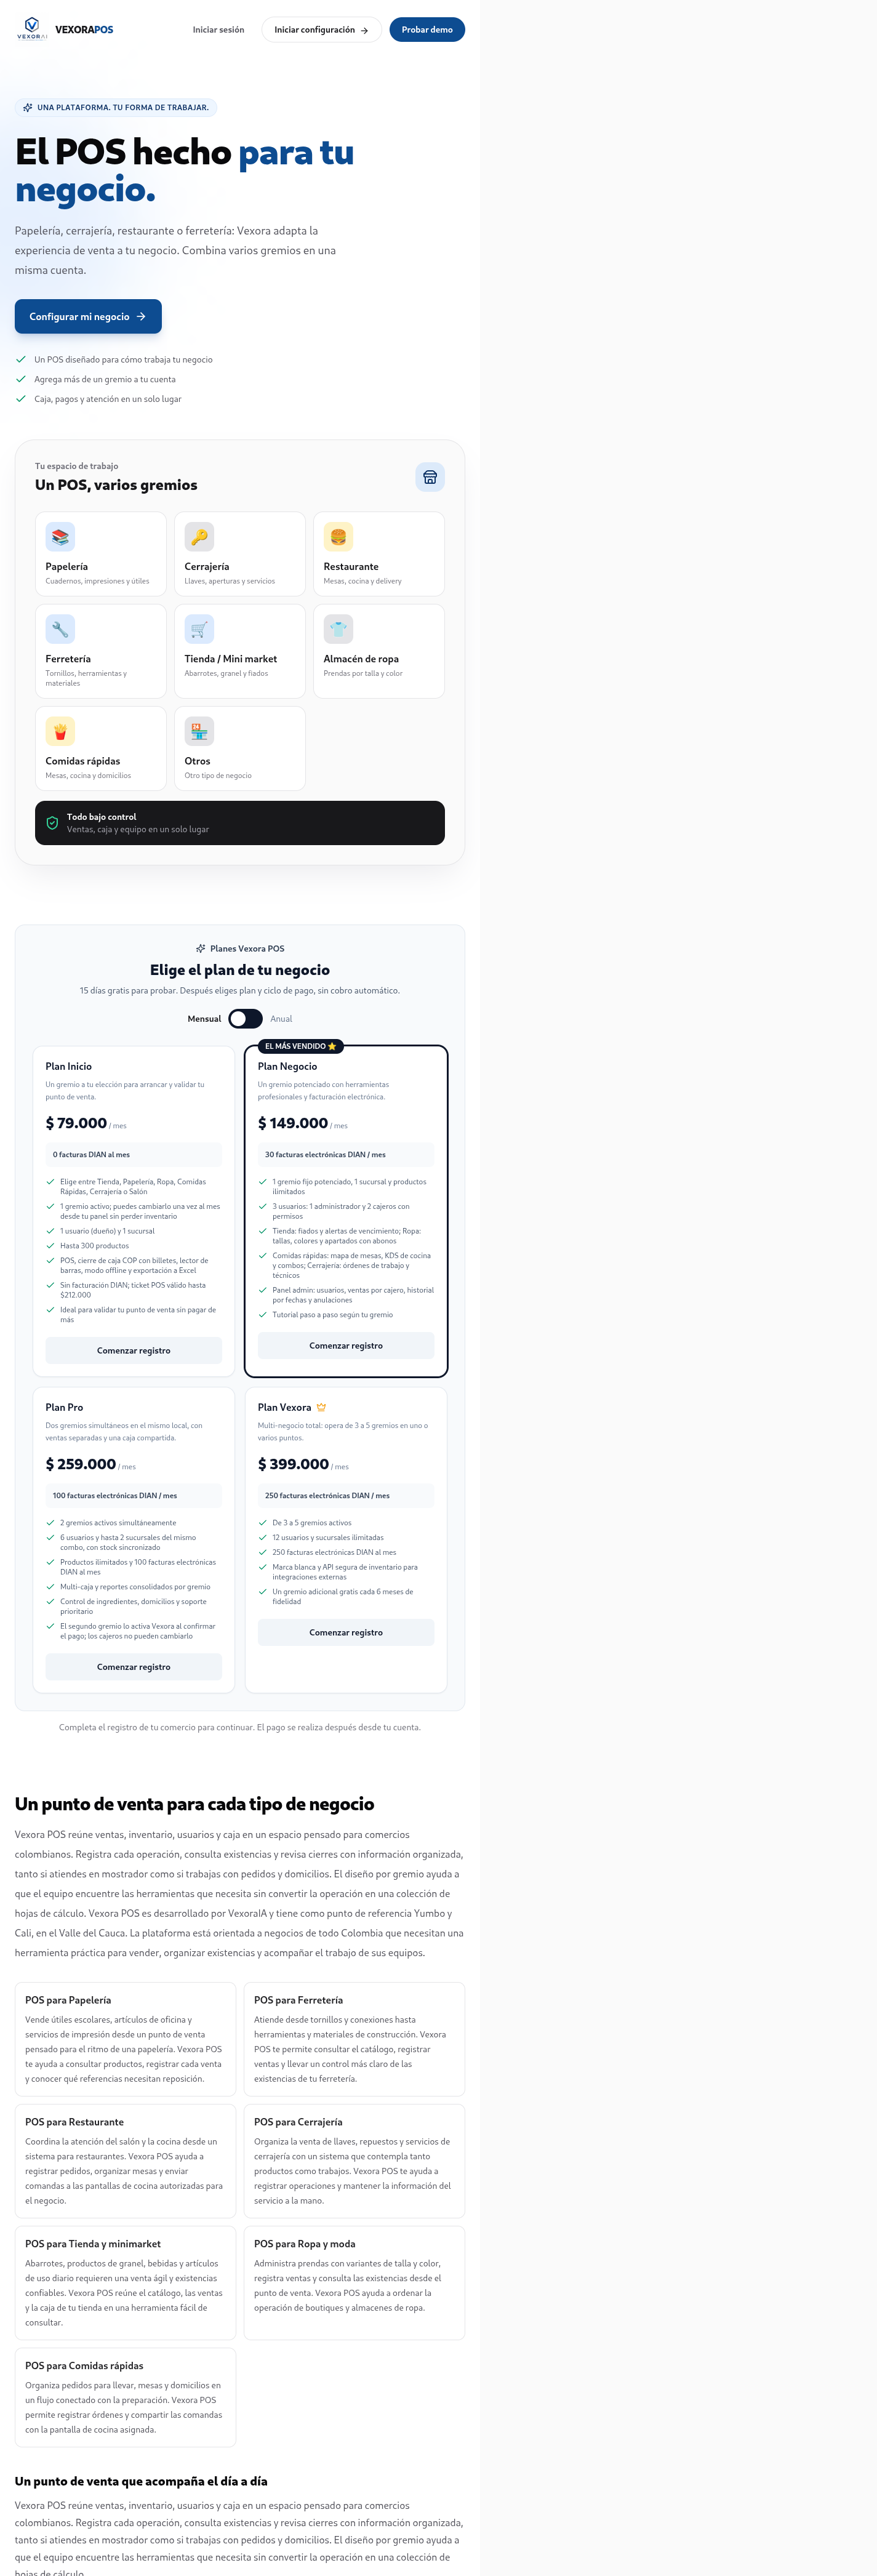 VEXORAI
VEXORAPOS
Iniciar sesión
Iniciar configuración →
Probar demo
UNA PLATAFORMA. TU FORMA DE TRABAJAR.
El POS hecho para tu
negocio.
Papelería, cerrajería, restaurante o ferretería: Vexora adapta la
experiencia de venta a tu negocio. Combina varios gremios en una
misma cuenta.
Configurar mi negocio →
Un POS diseñado para cómo trabaja tu negocio
Agrega más de un gremio a tu cuenta
Caja, pagos y atención en un solo lugar
Tu espacio de trabajo
Un POS, varios gremios
Papelería
Cuadernos, impresiones y útiles
Cerrajería
Llaves, aperturas y servicios
Restaurante
Mesas, cocina y delivery
Ferretería
Tornillos, herramientas y
materiales
Tienda / Mini market
Abarrotes, granel y fiados
Almacén de ropa
Prendas por talla y color
Comidas rápidas
Mesas, cocina y domicilios
Otros
Otro tipo de negocio
Todo bajo control
Ventas, caja y equipo en un solo lugar
Planes Vexora POS
Elige el plan de tu negocio
15 días gratis para probar. Después eliges plan y ciclo de pago, sin cobro automático.
Mensual
Anual
Plan Inicio
Un gremio a tu elección para arrancar y validar tu
punto de venta.
$ 79.000 / mes
0 facturas DIAN al mes
Elige entre Tienda, Papelería, Ropa, Comidas
Rápidas, Cerrajería o Salón
1 gremio activo; puedes cambiarlo una vez al mes
desde tu panel sin perder inventario
1 usuario (dueño) y 1 sucursal
Hasta 300 productos
POS, cierre de caja COP con billetes, lector de
barras, modo offline y exportación a Excel
Sin facturación DIAN; ticket POS válido hasta
$212.000
Ideal para validar tu punto de venta sin pagar de
más
Comenzar registro
EL MÁS VENDIDO ⭐
Plan Negocio
Un gremio potenciado con herramientas
profesionales y facturación electrónica.
$ 149.000 / mes
30 facturas electrónicas DIAN / mes
1 gremio fijo potenciado, 1 sucursal y productos
ilimitados
3 usuarios: 1 administrador y 2 cajeros con
permisos
Tienda: fiados y alertas de vencimiento; Ropa:
tallas, colores y apartados con abonos
Comidas rápidas: mapa de mesas, KDS de cocina
y combos; Cerrajería: órdenes de trabajo y
técnicos
Panel admin: usuarios, ventas por cajero, historial
por fechas y anulaciones
Tutorial paso a paso según tu gremio
Comenzar registro
Plan Pro
Dos gremios simultáneos en el mismo local, con
ventas separadas y una caja compartida.
$ 259.000 / mes
100 facturas electrónicas DIAN / mes
2 gremios activos simultáneamente
6 usuarios y hasta 2 sucursales del mismo
combo, con stock sincronizado
Productos ilimitados y 100 facturas electrónicas
DIAN al mes
Multi-caja y reportes consolidados por gremio
Control de ingredientes, domicilios y soporte
prioritario
El segundo gremio lo activa Vexora al confirmar
el pago; los cajeros no pueden cambiarlo
Comenzar registro
Plan Vexora
Multi-negocio total: opera de 3 a 5 gremios en uno o
varios puntos.
$ 399.000 / mes
250 facturas electrónicas DIAN / mes
De 3 a 5 gremios activos
12 usuarios y sucursales ilimitadas
250 facturas electrónicas DIAN al mes
Marca blanca y API segura de inventario para
integraciones externas
Un gremio adicional gratis cada 6 meses de
fidelidad
Comenzar registro
Completa el registro de tu comercio para continuar. El pago se realiza después desde tu cuenta.
Un punto de venta para cada tipo de negocio
Vexora POS reúne ventas, inventario, usuarios y caja en un espacio pensado para comercios
colombianos. Registra cada operación, consulta existencias y revisa cierres con información organizada,
tanto si atiendes en mostrador como si trabajas con pedidos y domicilios. El diseño por gremio ayuda a
que el equipo encuentre las herramientas que necesita sin convertir la operación en una colección de
hojas de cálculo. Vexora POS es desarrollado por VexoraIA y tiene como punto de referencia Yumbo y
Cali, en el Valle del Cauca. La plataforma está orientada a negocios de todo Colombia que necesitan una
herramienta práctica para vender, organizar existencias y acompañar el trabajo de sus equipos.
POS para Papelería
Vende útiles escolares, artículos de oficina y
servicios de impresión desde un punto de venta
pensado para el ritmo de una papelería. Vexora POS
te ayuda a consultar productos, registrar cada venta
y conocer qué referencias necesitan reposición.
POS para Ferretería
Atiende desde tornillos y conexiones hasta
herramientas y materiales de construcción. Vexora
POS te permite consultar el catálogo, registrar
ventas y llevar un control más claro de las
existencias de tu ferretería.
POS para Restaurante
Coordina la atención del salón y la cocina desde un
sistema para restaurantes. Vexora POS ayuda a
registrar pedidos, organizar mesas y enviar
comandas a las pantallas de cocina autorizadas para
el negocio.
POS para Cerrajería
Organiza la venta de llaves, repuestos y servicios de
cerrajería con un sistema que contempla tanto
productos como trabajos. Vexora POS te ayuda a
registrar operaciones y mantener la información del
servicio a la mano.
POS para Tienda y minimarket
Abarrotes, productos de granel, bebidas y artículos
de uso diario requieren una venta ágil y existencias
confiables. Vexora POS reúne el catálogo, las ventas
y la caja de tu tienda en una herramienta fácil de
consultar.
POS para Ropa y moda
Administra prendas con variantes de talla y color,
registra ventas y consulta las existencias desde el
punto de venta. Vexora POS ayuda a ordenar la
operación de boutiques y almacenes de ropa.
POS para Comidas rápidas
Organiza pedidos para llevar, mesas y domicilios en
un flujo conectado con la preparación. Vexora POS
permite registrar órdenes y compartir las comandas
con la pantalla de cocina asignada.
Un punto de venta que acompaña el día a día
Vexora POS reúne ventas, inventario, usuarios y caja en un espacio pensado para comercios
colombianos. Registra cada operación, consulta existencias y revisa cierres con información organizada,
tanto si atiendes en mostrador como si trabajas con pedidos y domicilios. El diseño por gremio ayuda a
que el equipo encuentre las herramientas que necesita sin convertir la operación en una colección de
hojas de cálculo.